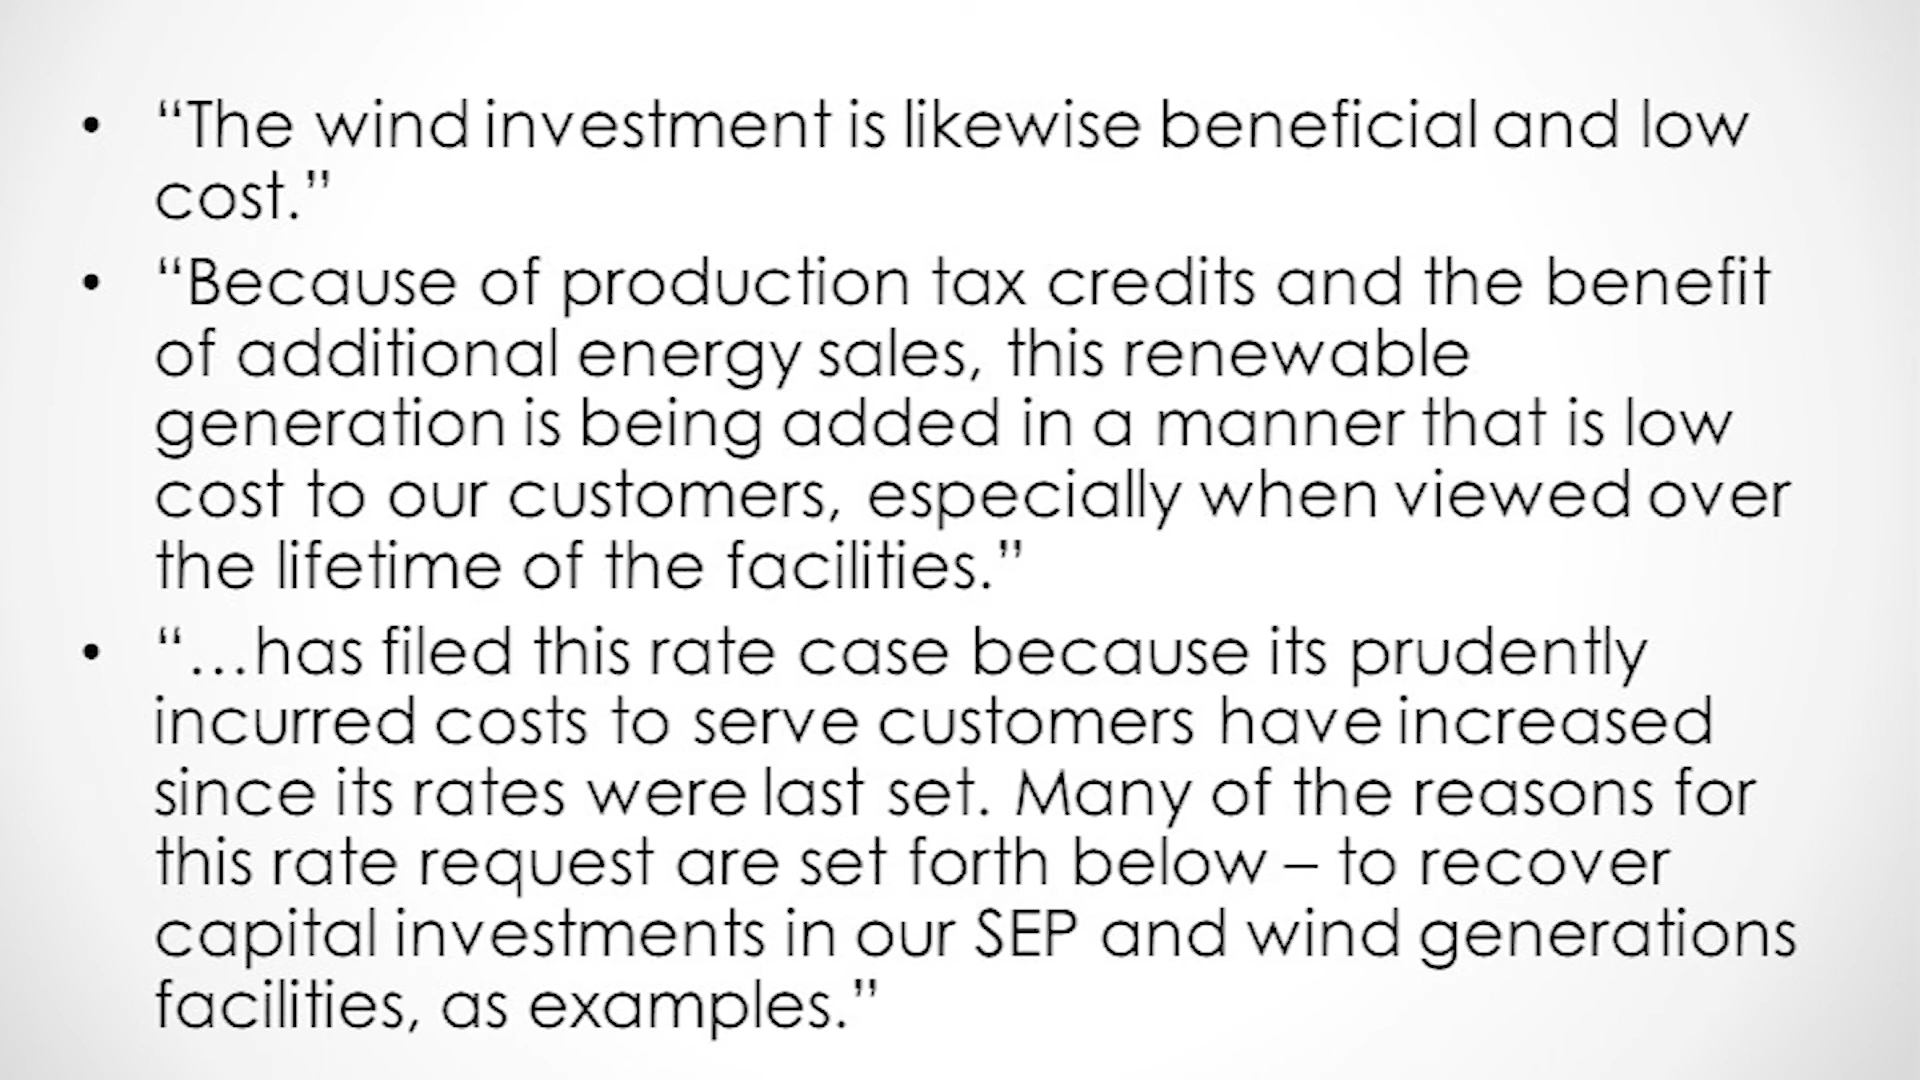 • “The wind investment is likewise beneficial and low
cost.”
• “Because of production tax credits and the benefit
of additional energy sales, this renewable
generation is being added in a manner that is low
cost to our customers, especially when viewed over
the lifetime of the facilities.”
• “…has filed this rate case because its prudently
incurred costs to serve customers have increased
since its rates were last set. Many of the reasons for
this rate request are set forth below – to recover
capital investments in our SEP and wind generations
facilities, as examples.”